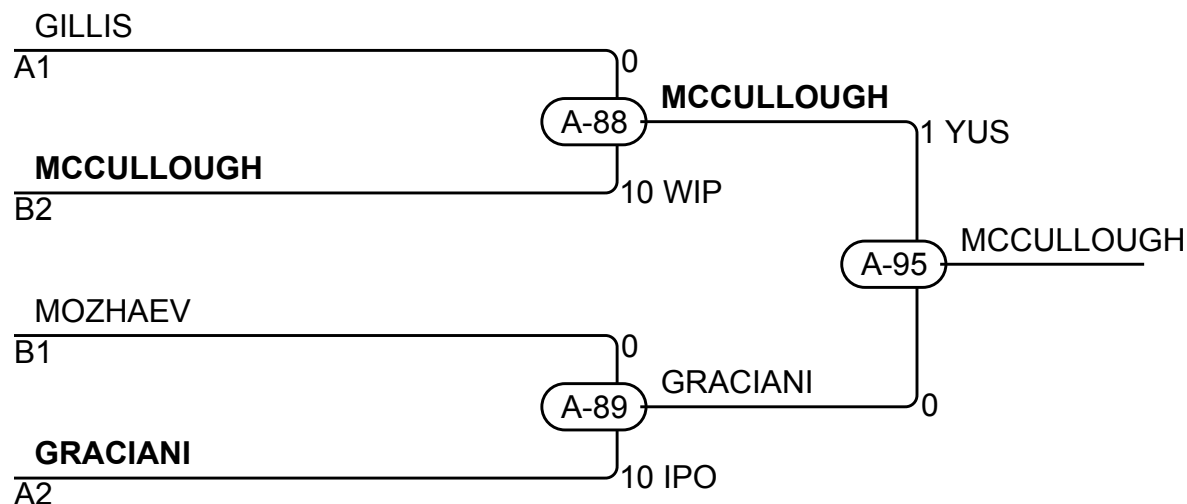 GILLIS
A1
0
A-88
MCCULLOUGH
1 YUS
MCCULLOUGH
B2
10 WIP
A-95
MCCULLOUGH
MOZHAEV
B1
0
A-89
GRACIANI
0
GRACIANI
A2
10 IPO